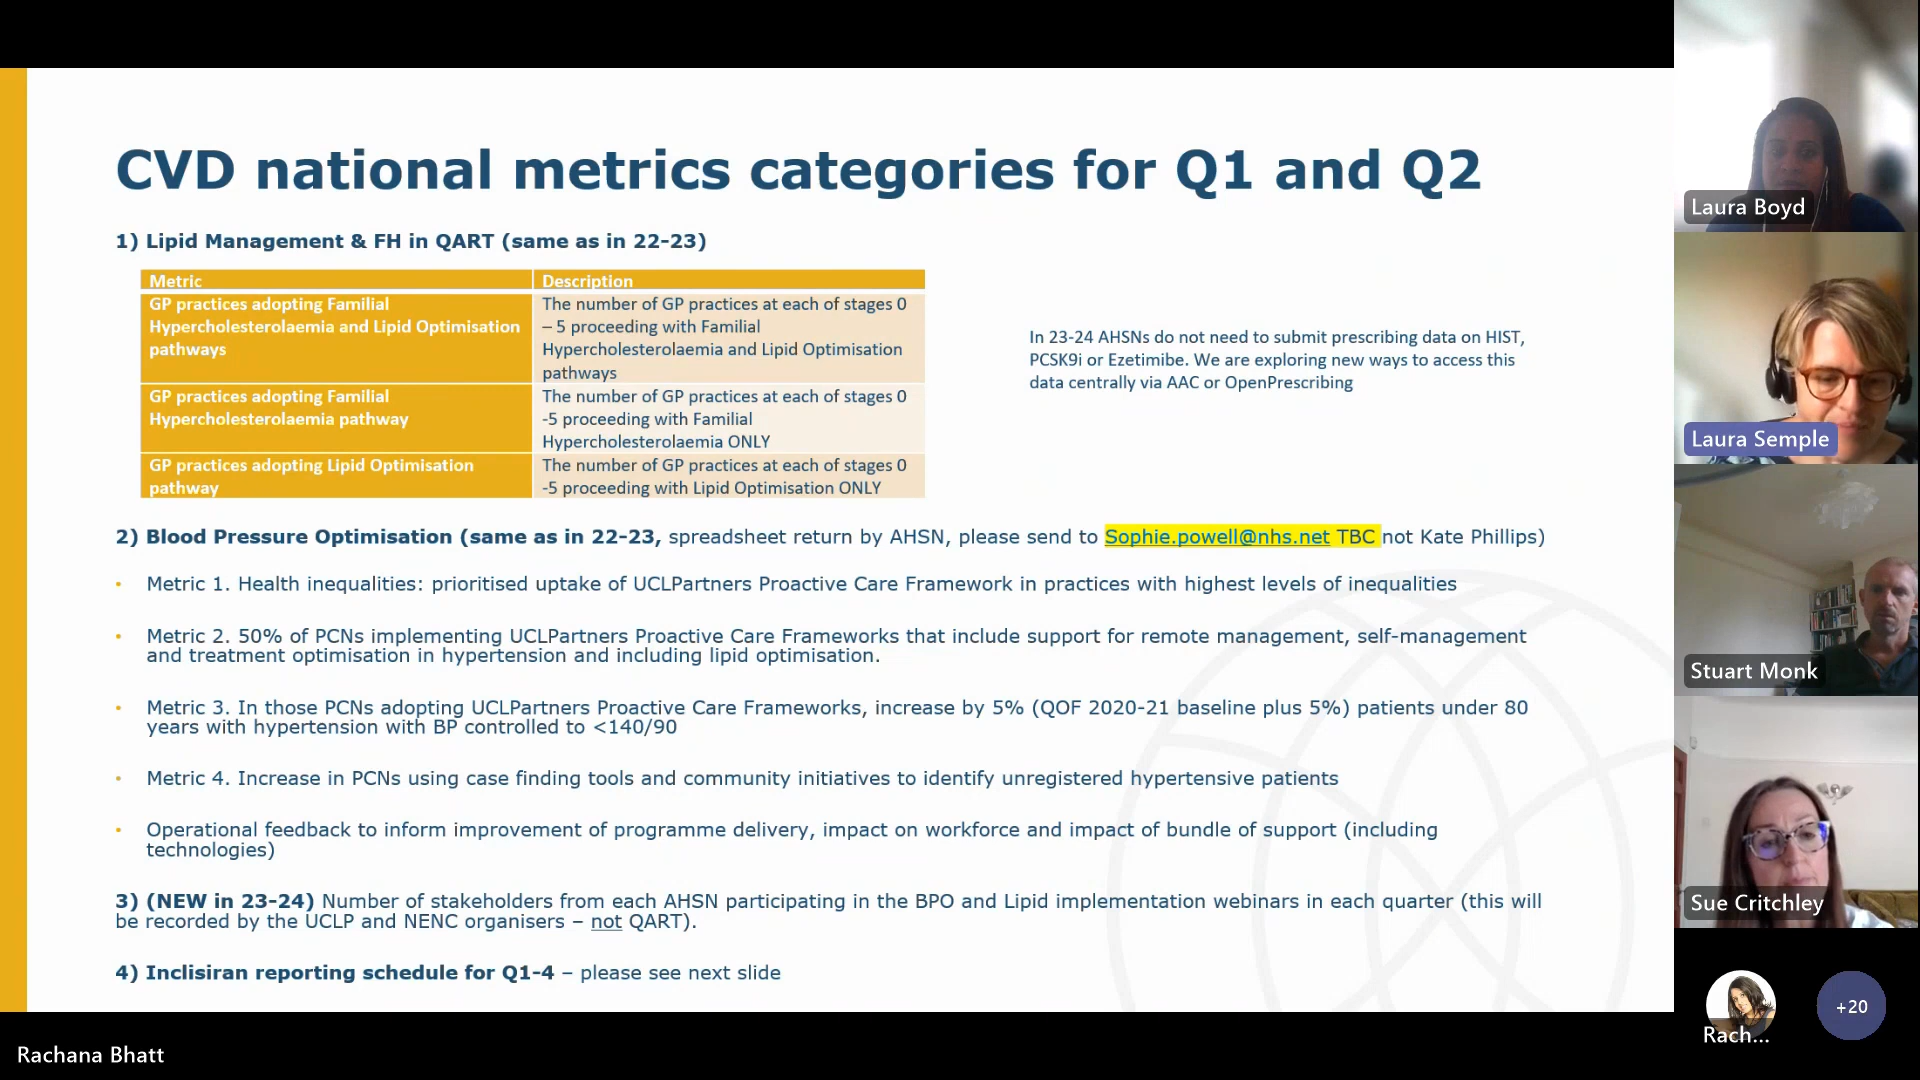 CVD national metrics categories for Q1 and Q2
1) Lipid Management & FH in QART (same as in 22-23)
Metric
Description
GP practices adopting Familial
Hypercholesterolaemia and Lipid Optimisation
pathways
The number of GP practices at each of stages 0
– 5 proceeding with Familial
Hypercholesterolaemia and Lipid Optimisation
pathways
GP practices adopting Familial
Hypercholesterolaemia pathway
The number of GP practices at each of stages 0
-5 proceeding with Familial
Hypercholesterolaemia ONLY
GP practices adopting Lipid Optimisation
pathway
The number of GP practices at each of stages 0
-5 proceeding with Lipid Optimisation ONLY
In 23-24 AHSNs do not need to submit prescribing data on HIST,
PCSK9i or Ezetimibe. We are exploring new ways to access this
data centrally via AAC or OpenPrescribing
2) Blood Pressure Optimisation (same as in 22-23, spreadsheet return by AHSN, please send to Sophie.powell@nhs.net TBC not Kate Phillips)
• Metric 1. Health inequalities: prioritised uptake of UCLPartners Proactive Care Framework in practices with highest levels of inequalities
• Metric 2. 50% of PCNs implementing UCLPartners Proactive Care Frameworks that include support for remote management, self-management
and treatment optimisation in hypertension and including lipid optimisation.
• Metric 3. In those PCNs adopting UCLPartners Proactive Care Frameworks, increase by 5% (QOF 2020-21 baseline plus 5%) patients under 80
years with hypertension with BP controlled to <140/90
• Metric 4. Increase in PCNs using case finding tools and community initiatives to identify unregistered hypertensive patients
• Operational feedback to inform improvement of programme delivery, impact on workforce and impact of bundle of support (including
technologies)
3) (NEW in 23-24) Number of stakeholders from each AHSN participating in the BPO and Lipid implementation webinars in each quarter (this will
be recorded by the UCLP and NENC organisers – not QART).
4) Inclisiran reporting schedule for Q1-4 – please see next slide
Laura Boyd
Laura Semple
Stuart Monk
Sue Critchley
Rach...
+20
Rachana Bhatt